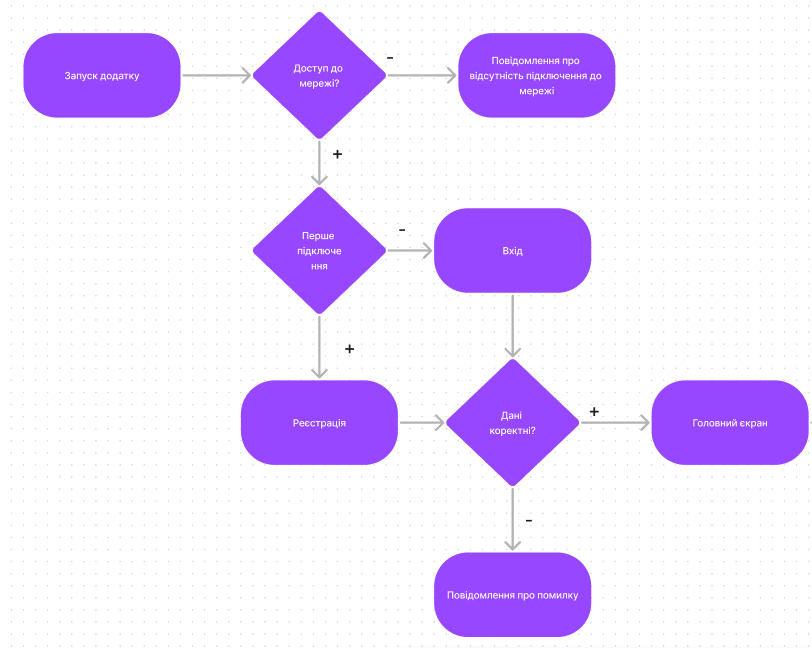 Запуск додатку
Доступ до
мережі?
-
Повідомлення про
відсутність підключення до
мережі
+
Перше
підключе
ння
-
Вхід
+
Реєстрація
Дані
коректні?
+
Головний єкран
-
Повідомлення про помилку